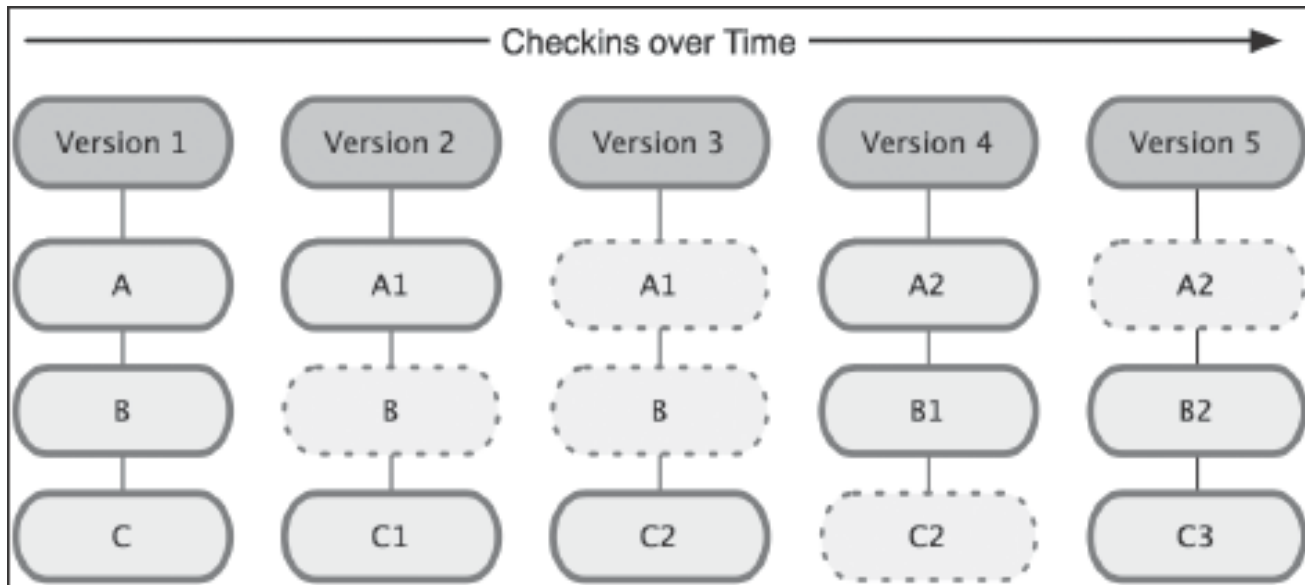 Checkins over Time
Version 1 Version 2 Version 3 Version 4 Version 5
A A1 A1 A2 A2
B B B B1 B2
C C1 C2 C2 C3